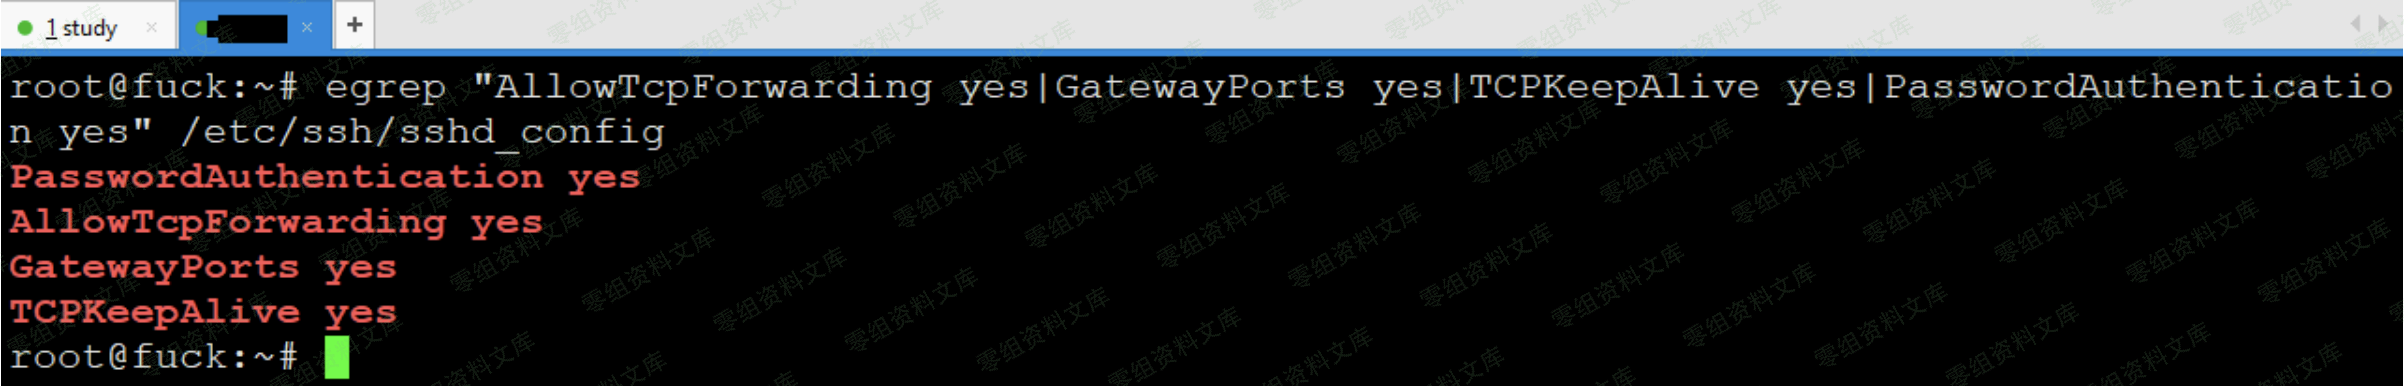 1 study
root@fuck:~# egrep "AllowTcpForwarding yes|GatewayPorts yes|TCPKeepAlive yes|PasswordAuthenticatio
n yes" /etc/ssh/sshd_config
PasswordAuthentication yes
AllowTcpForwarding yes
GatewayPorts yes
TCPKeepAlive yes
root@fuck:~#
零组资料文库